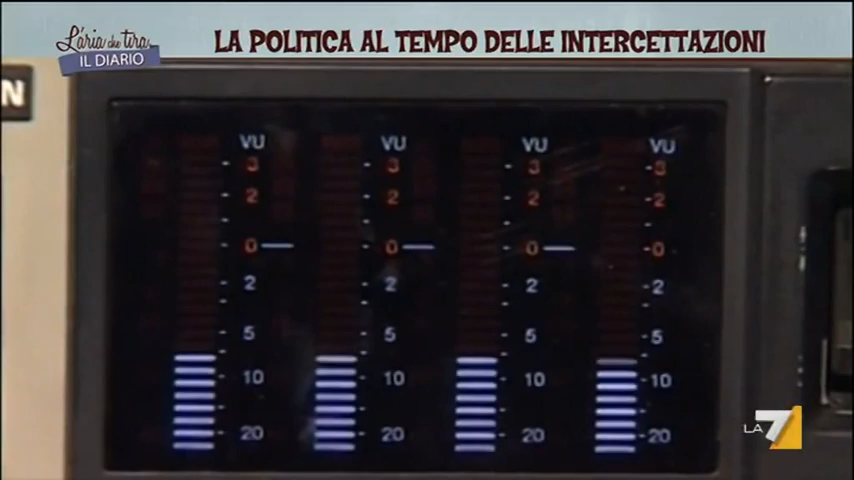 L'aria che tira
IL DIARIO
LA POLITICA AL TEMPO DELLE INTERCETTAZIONI
N
VU VU VU VU
3 3 3 3
2 2 2 2
0 0 0 0
2 2 2 2
5 5 5 5
10 10 10 10
20 20 20 20
LA 7